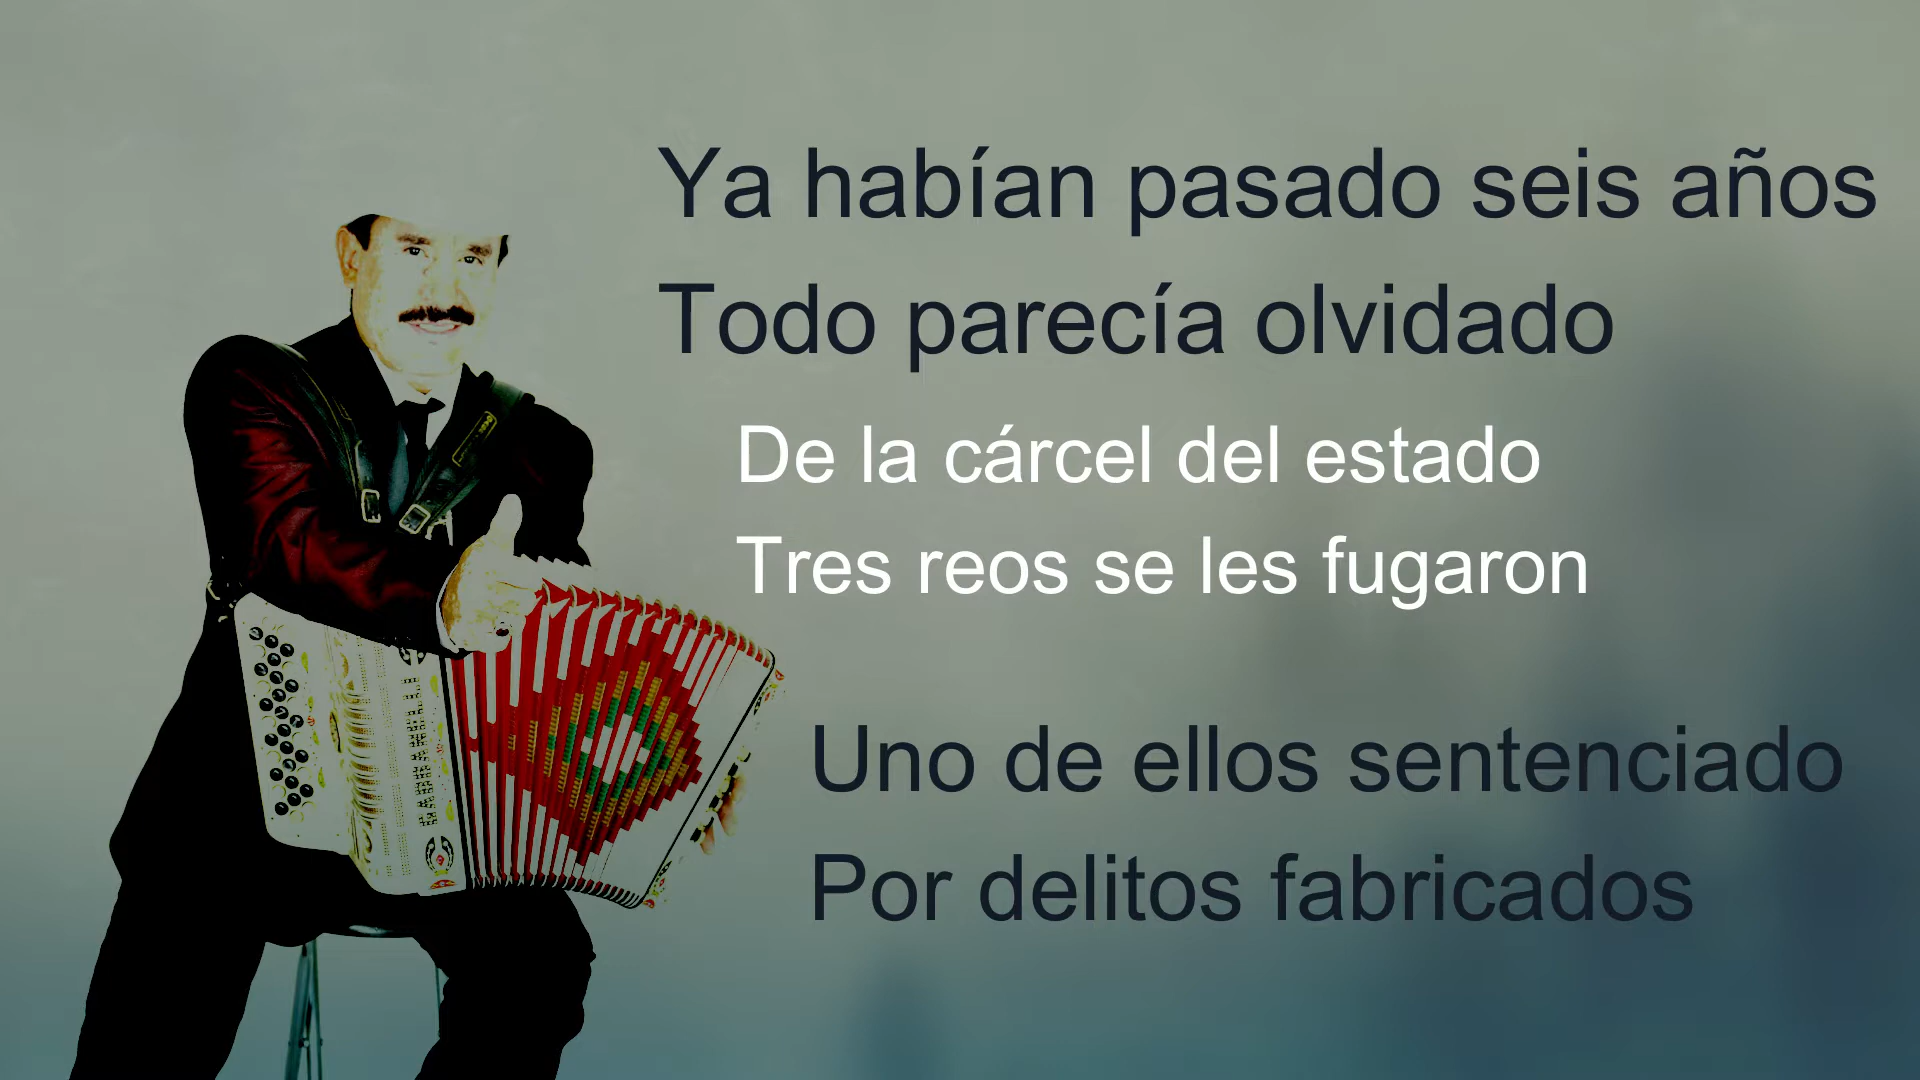 Ya habían pasado seis años
Todo parecía olvidado
De la cárcel del estado
Tres reos se les fugaron
Uno de ellos sentenciado
Por delitos fabricados